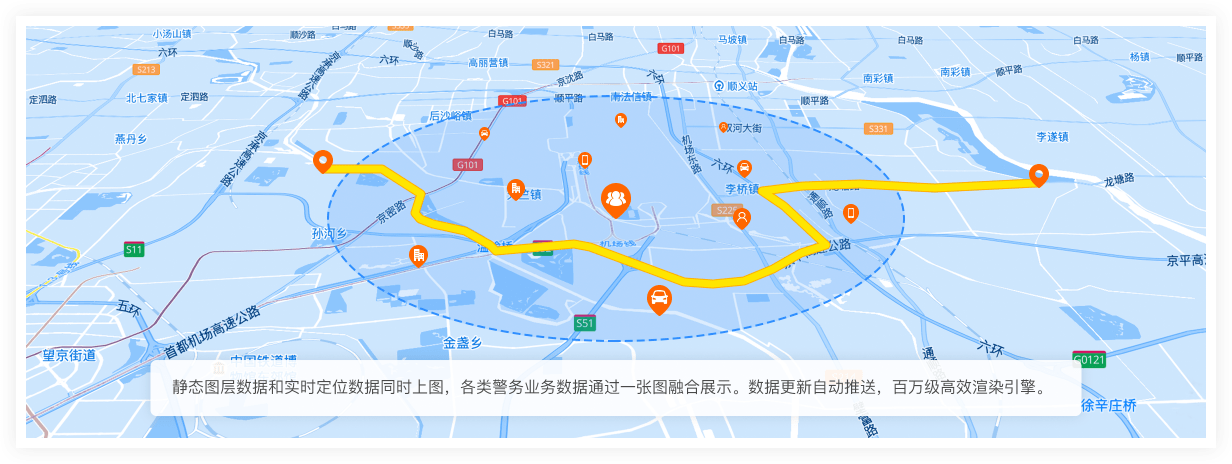 小汤山镇
顺沙路
白马路
白马路
白马路
马坡镇
白马路
白马路
六环
六环
顺沙路
G101
杨镇
顺平路
S213
京承高速公路
高丽营镇
S321
京沈路
六环
顺义站
南彩镇
南彩镇
顺平路
定泗路
北七家镇
定泗路
G101
顺平路
南法信镇
顺平路
后沙峪镇
双河大街
S331
李遂镇
燕丹乡
京承高速公路
G101
机场东路
六环
李桥镇
龙塘路
京密路
孙河乡
S11
五环
首都机场高速公路
望京街道
S51
金盏乡
六环
G0121
徐辛庄桥
静态图层数据和实时定位数据同时上图，各类警务业务数据通过一张图融合展示。数据更新自动推送，百万级高效渲染引擎。